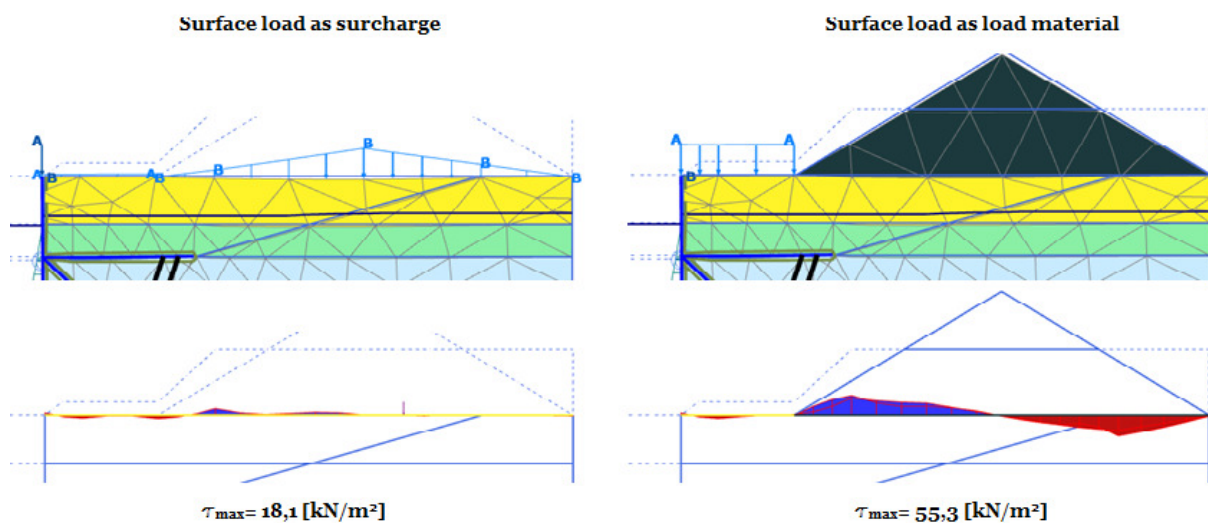 Surface load as surcharge
Surface load as load material
A
A
A
B
B
B
B
B
B
A
A
A
A
B
τmax= 18,1 [kN/m²]
τmax= 55,3 [kN/m²]